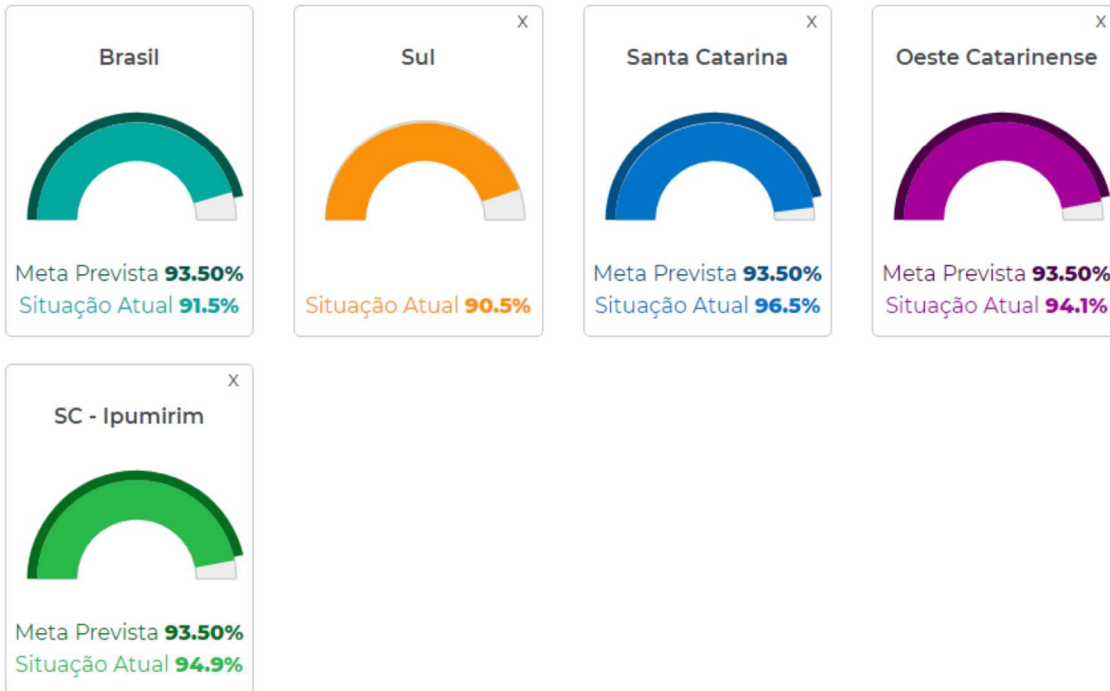 Brasil
Meta Prevista 93.50%
Situação Atual 91.5%
X
Sul
Situação Atual 90.5%
X
Santa Catarina
Meta Prevista 93.50%
Situação Atual 96.5%
X
Oeste Catarinense
Meta Prevista 93.50%
Situação Atual 94.1%
X
SC - Ipumirim
Meta Prevista 93.50%
Situação Atual 94.9%